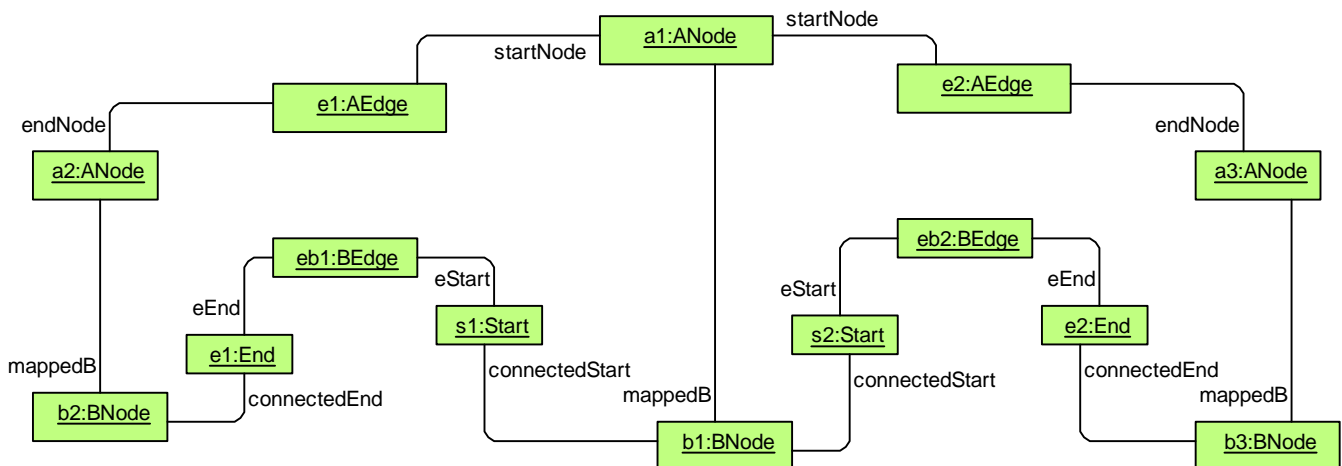 startNode
a1:ANode
startNode
e1:AEdge
e2:AEdge
endNode
endNode
a2:ANode
a3:ANode
eb1:BEdge
eb2:BEdge
eStart
eStart
eEnd
eEnd
s1:Start
s2:Start
e2:End
e1:End
mappedB
connectedStart
connectedStart
connectedEnd
mappedB
mappedB
connectedEnd
b2:BNode
b1:BNode
b3:BNode